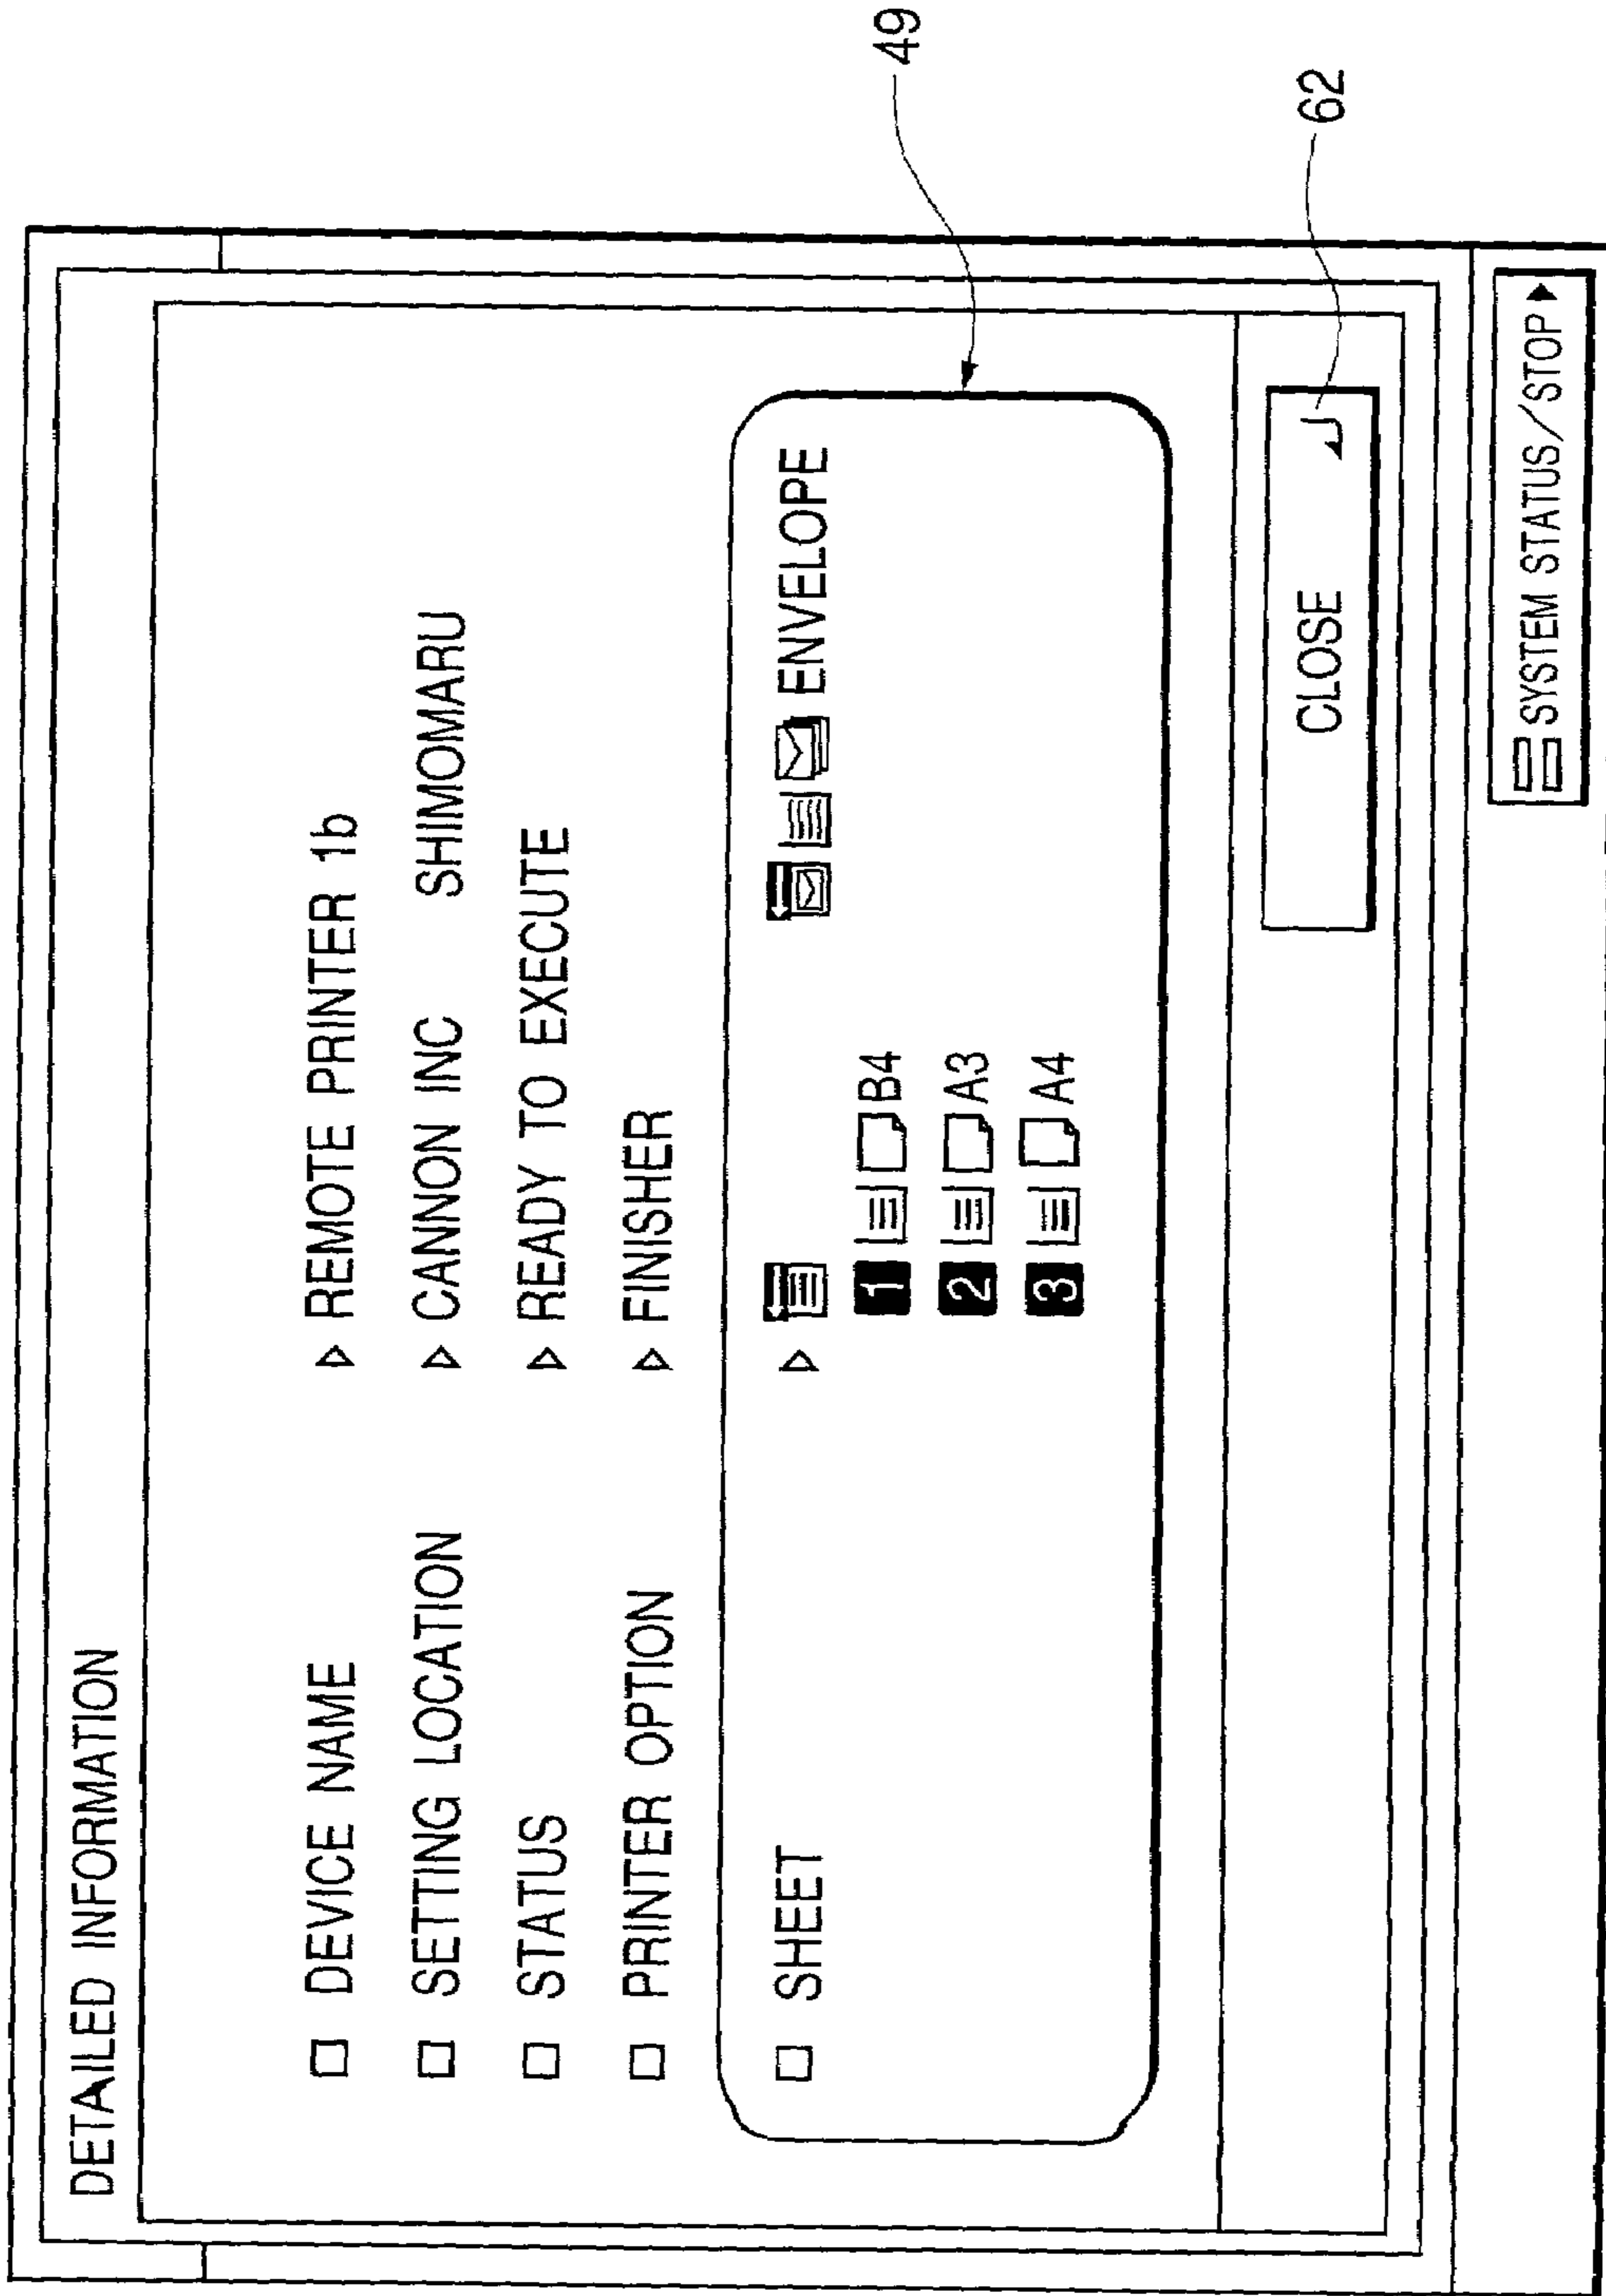 DETAILED INFORMATION
□ DEVICE NAME ▷ REMOTE PRINTER 1b
□ SETTING LOCATION ▷ CANNON INC SHIMOMARU
□ STATUS ▷ READY TO EXECUTE
□ PRINTER OPTION ▷ FINISHER
□ SHEET ▷ ENVELOPE
1 B4
2 A3
3 A4
49
CLOSE
62
SYSTEM STATUS/STOP